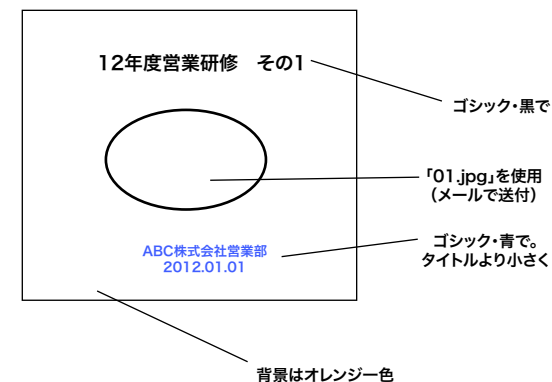 12年度営業研修　その1
ゴシック・黒で
「01.jpg」を使用
（メールで送付）
ABC株式会社営業部
2012.01.01
ゴシック・青で。
タイトルより小さく
背景はオレンジ一色